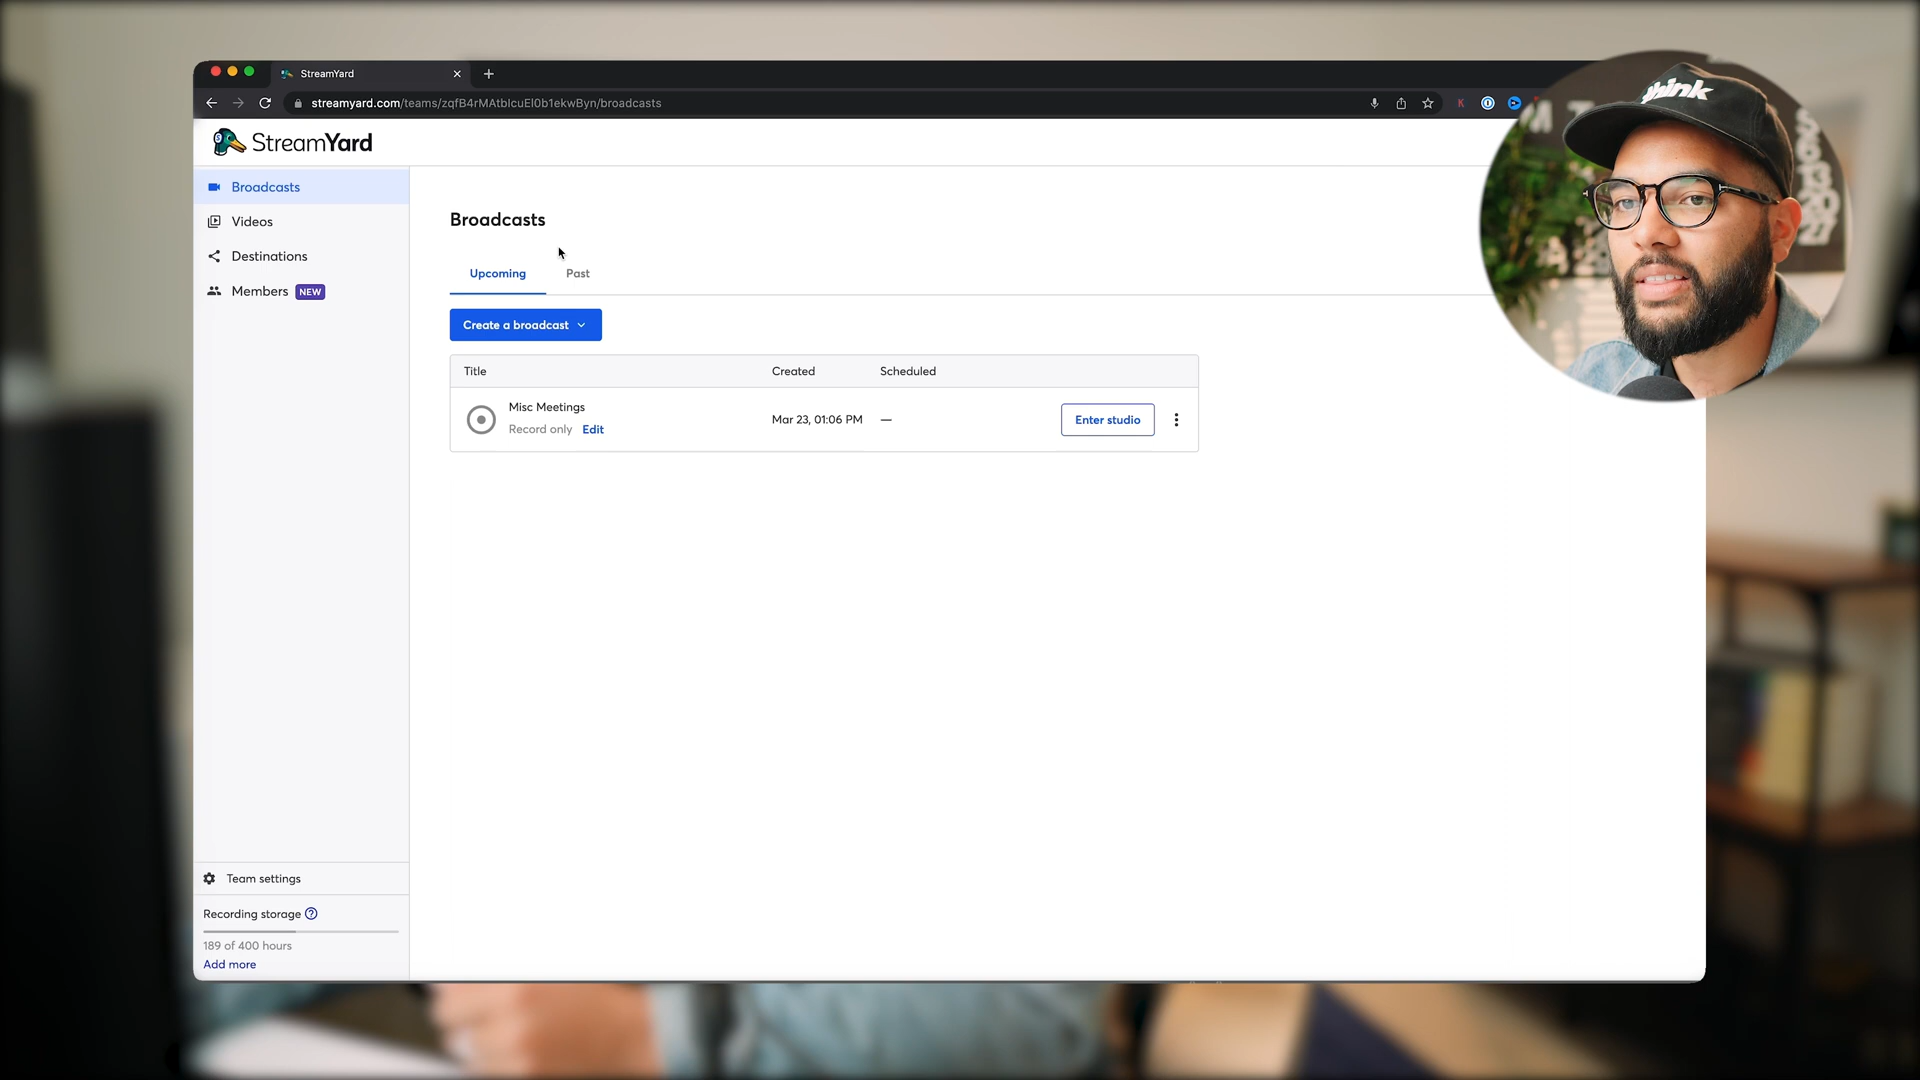 StreamYard
streamyard.com/teams/zqfB4rMAtbIcuEI0b1ekwByn/broadcasts
K
StreamYard
Broadcasts
Videos
Destinations
Members NEW
Broadcasts
Upcoming
Past
Create a broadcast
Title
Created
Scheduled
Misc Meetings
Record only Edit
Mar 23, 01:06 PM
—
Enter studio
Team settings
Recording storage ?
189 of 400 hours
Add more
think